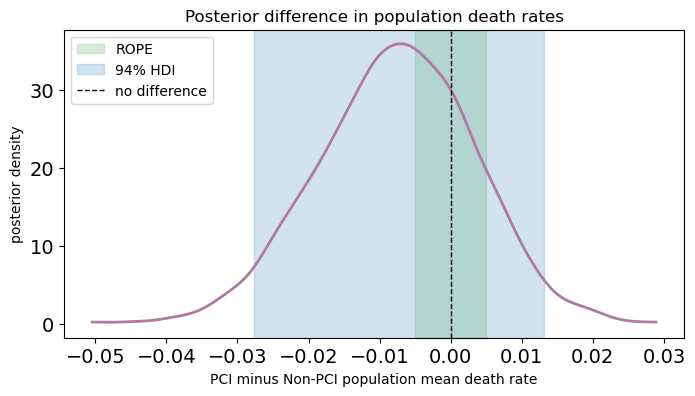 Posterior difference in population death rates
ROPE
94% HDI
no difference
posterior density
30
20
10
0
−0.05 −0.04 −0.03 −0.02 −0.01 0.00 0.01 0.02 0.03
PCI minus Non-PCI population mean death rate